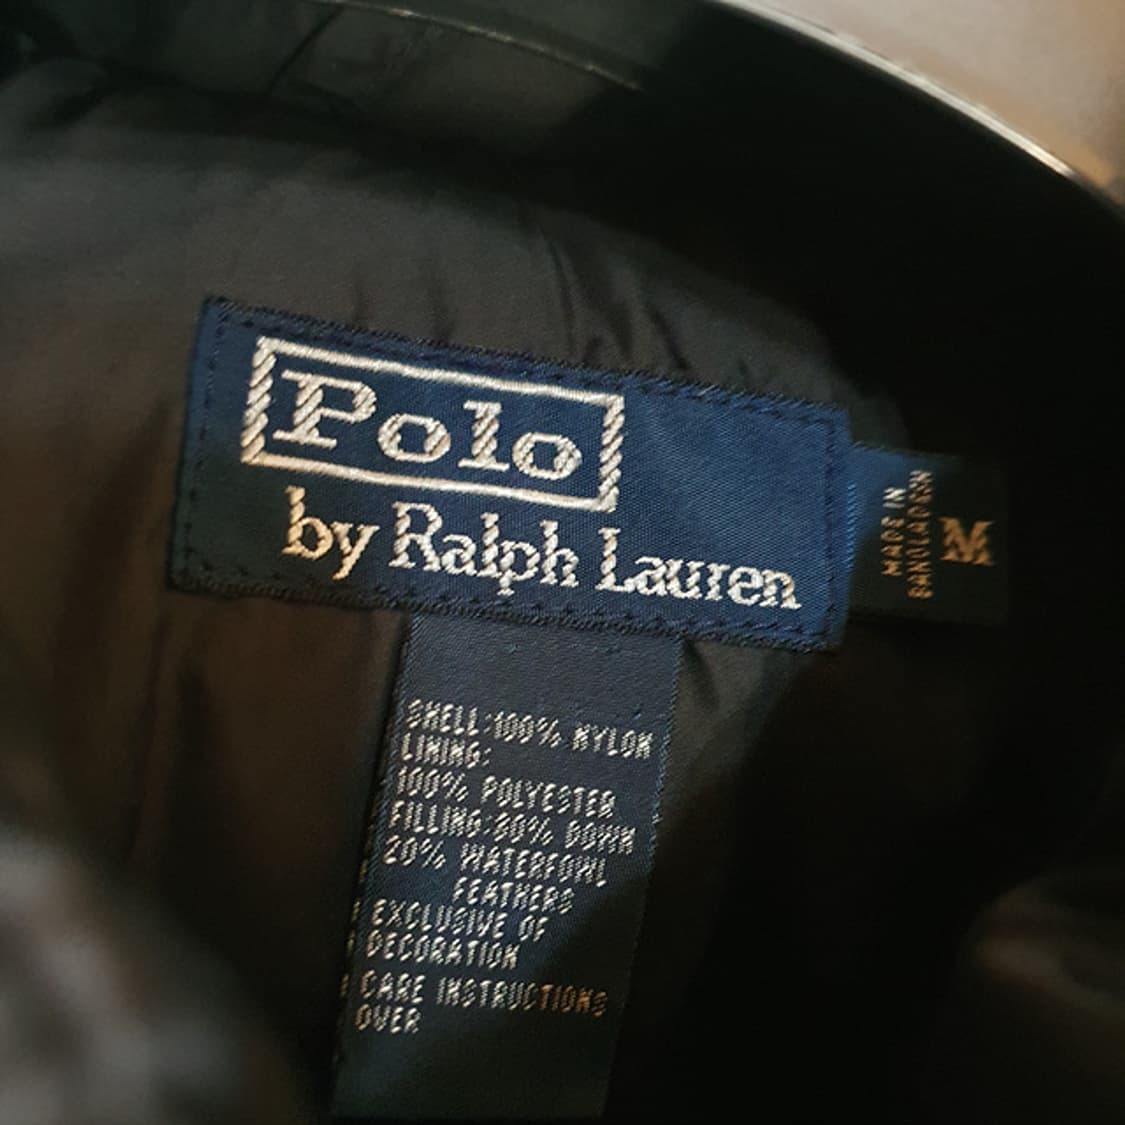 Polo
by Ralph Lauren
MADE IN
BANGLADESH
M
SHELL:100% NYLON
LINING:
100% POLYESTER
FILLING:80% DOWN
20% WATERFOWL
FEATHERS
EXCLUSIVE OF
DECORATION
CARE INSTRUCTIONS
OVER